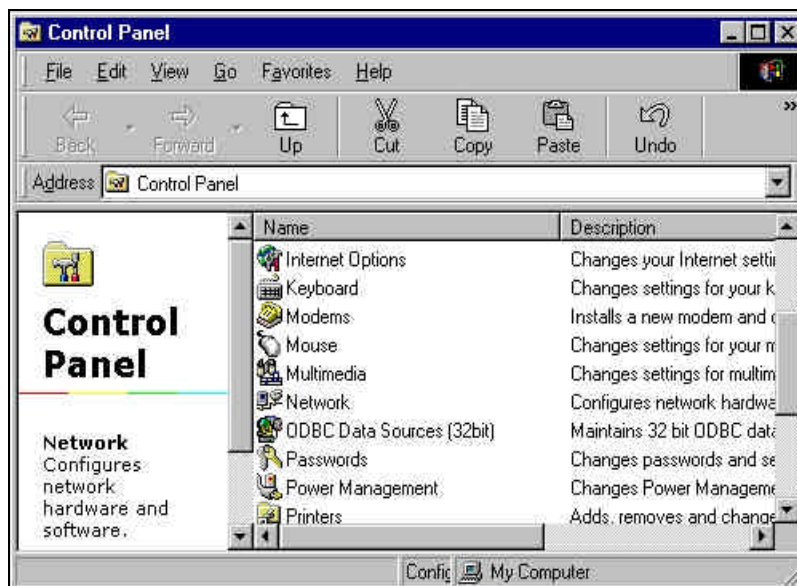 Control Panel
File Edit View Go Favorites Help
Back Forward Up Cut Copy Paste Undo
Address Control Panel
Name Description
Control
Panel
Network
Configures
network
hardware and
software.
Internet Options Changes your Internet setti
Keyboard Changes settings for your k
Modems Installs a new modem and
Mouse Changes settings for your
Multimedia Changes settings for multim
Network Configures network hardwa
ODBC Data Sources (32bit) Maintains 32 bit ODBC data
Passwords Changes passwords and se
Power Management Changes Power Manageme
Printers Adds, removes and change
Config My Computer